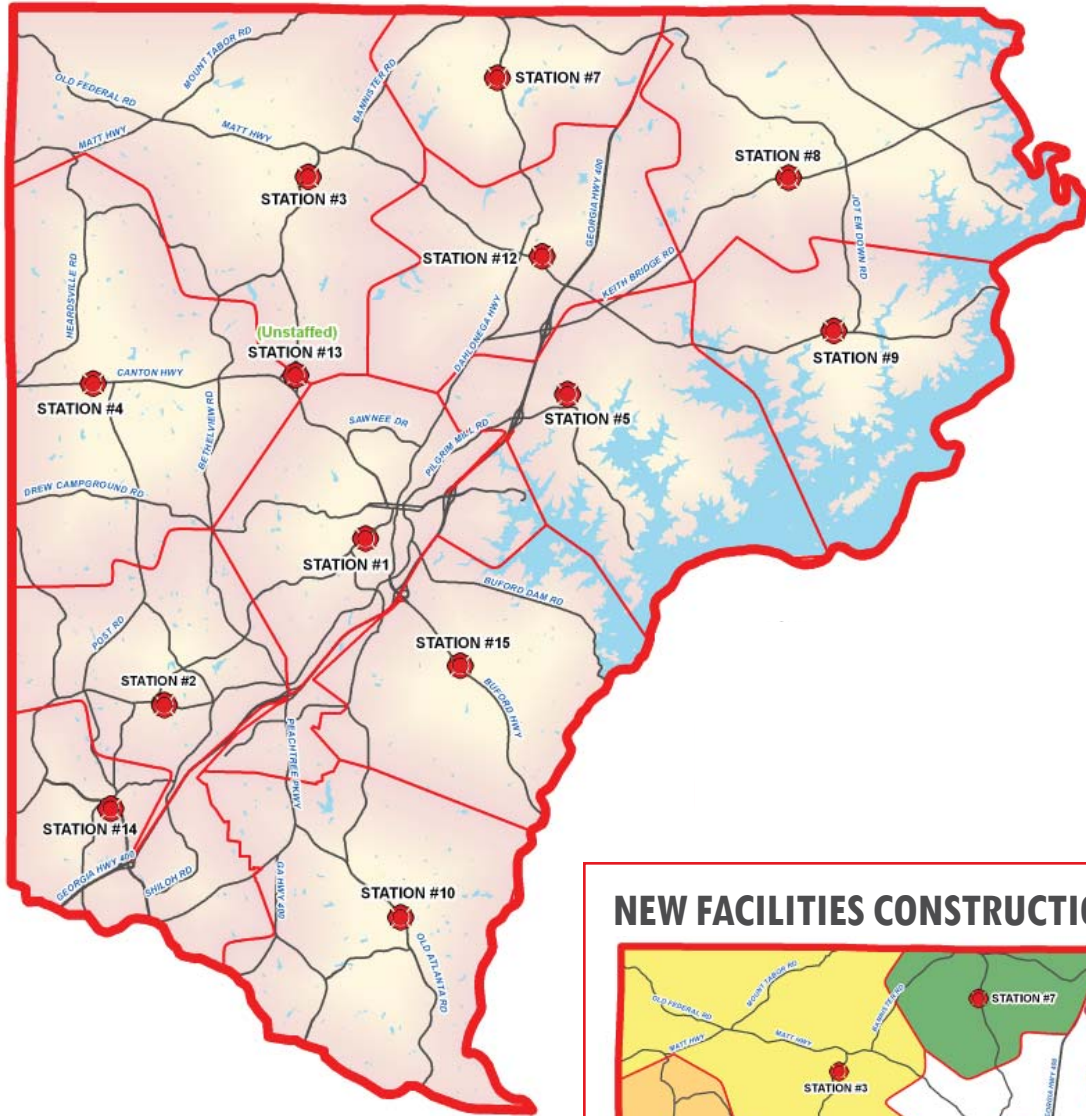 MOUNT TABOR RD
OLD FEDERAL RD
BANNISTER RD
STATION #7
MATT HWY
MATT HWY
STATION #3
GEORGIA HWY 400
STATION #8
JOT EM DOWN RD
STATION #12
HEARDSVILLE RD
KEITH BRIDGE RD
DAHLONEGA HWY
(Unstaffed)
STATION #13
STATION #9
CANTON HWY
STATION #4
BETHELVIEW RD
SAWNEE DR
STATION #5
PILGRIM MILL RD
DREW CAMPGROUND RD
STATION #1
BUFORD DAM RD
POST RD
STATION #15
STATION #2
BUFORD HWY
PEACHTREE PKWY
STATION #14
GEORGIA HWY 400
SHILOH RD
GA HWY 400
STATION #10
OLD ATLANTA RD
NEW FACILITIES CONSTRUCTIO
MOUNT TABOR RD
OLD FEDERAL RD
BANNISTER RD
STATION #7
MATT HWY
MATT HWY
STATION #3